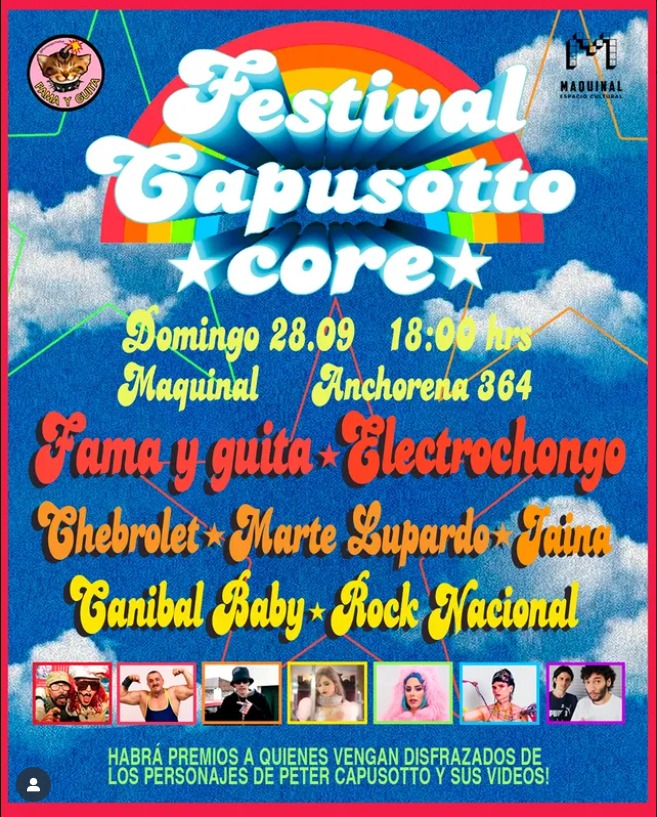 FAMA Y GUITA
MAQUINAL
ESPACIO CULTURAL
Festival
Capusotto
★core★
Domingo 28.09 18:00 hrs
Maquinal Anchorena 364
Fama y guita ★ Electrochongo
Chebrolet ★ Marte Lupardo ★ Taina
Canibal Baby ★ Rock Nacional
HABRÁ PREMIOS A QUIENES VENGAN DISFRAZADOS DE
LOS PERSONAJES DE PETER CAPUSOTTO Y SUS VIDEOS!